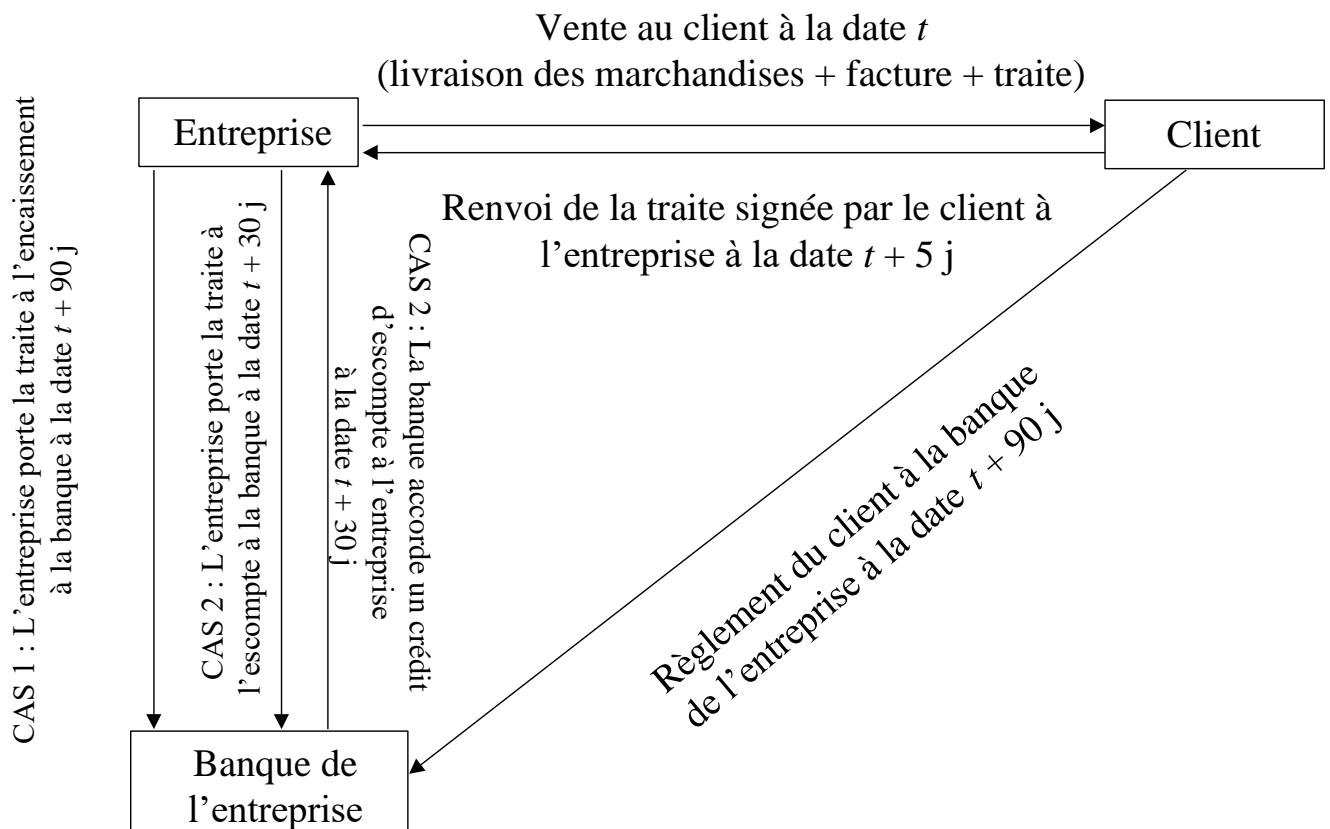 Vente au client à la date t
(livraison des marchandises + facture + traite)
Entreprise
Client
Renvoi de la traite signée par le client à
l’entreprise à la date t + 5 j
CAS 1 : L’entreprise porte la traite à l’encaissement
à la banque à la date t + 90 j
CAS 2 : L’entreprise porte la traite à
l’escompte à la banque à la date t + 30 j
CAS 2 : La banque accorde un crédit
d’escompte à l’entreprise
à la date t + 30 j
Règlement du client à la banque
de l’entreprise à la date t + 90 j
Banque de
l’entreprise